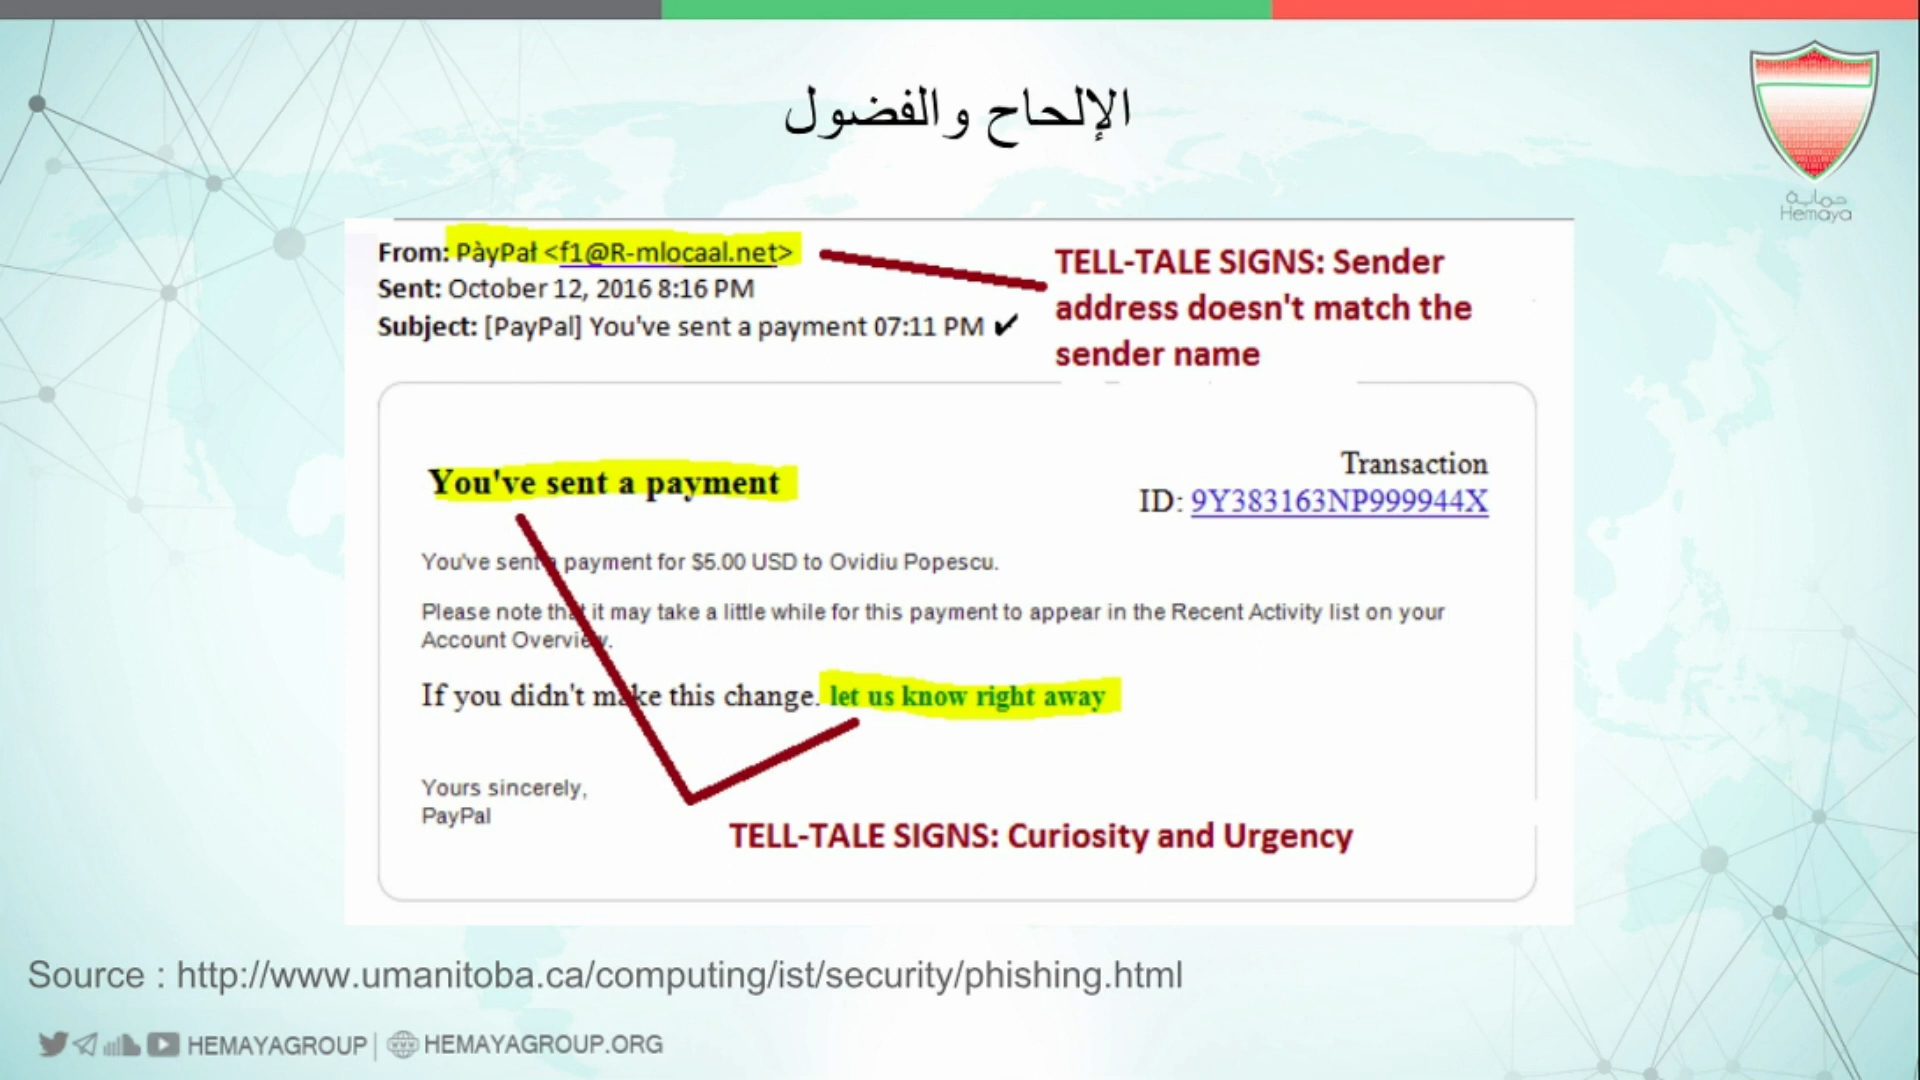 الإلحاح والفضول
حماية
Hemaya
From: PàyPał <f1@R-mlocaal.net>
Sent: October 12, 2016 8:16 PM
Subject: [PayPal] You've sent a payment 07:11 PM ✔
TELL-TALE SIGNS: Sender
address doesn't match the
sender name
You've sent a payment
Transaction
ID: 9Y383163NP999944X
You've sent a payment for $5.00 USD to Ovidiu Popescu.
Please note that it may take a little while for this payment to appear in the Recent Activity list on your
Account Overview.
If you didn't make this change. let us know right away
Yours sincerely,
PayPal
TELL-TALE SIGNS: Curiosity and Urgency
Source : http://www.umanitoba.ca/computing/ist/security/phishing.html
HEMAYAGROUP | HEMAYAGROUP.ORG